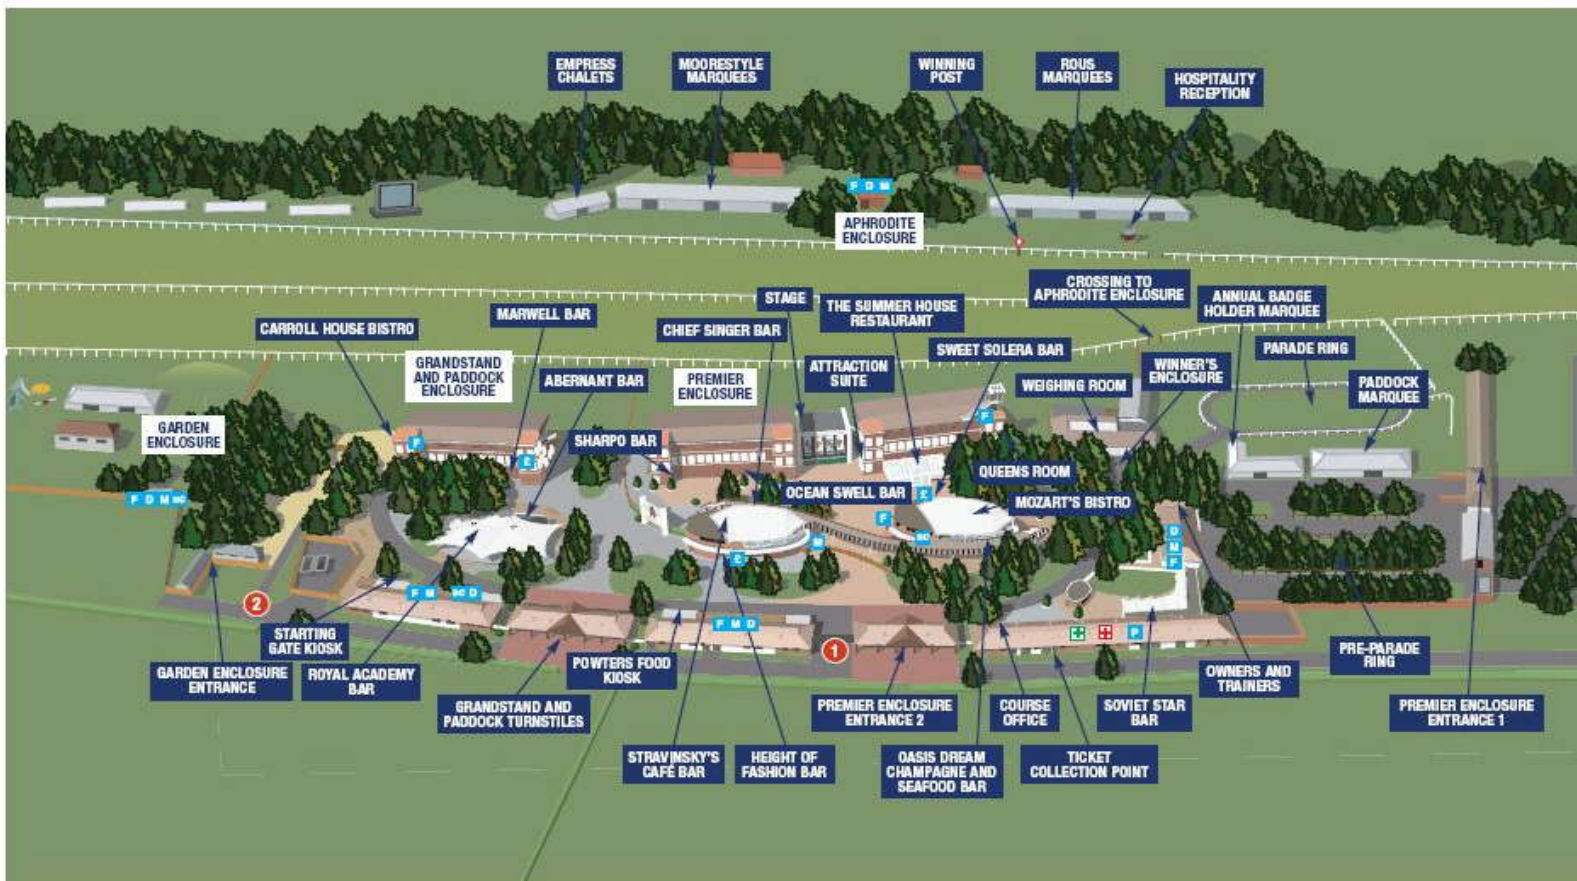 EMPRESS
CHALETS
MOORESTYLE
MARQUEES
WINNING
POST
ROUS
MARQUEES
HOSPITALITY
RECEPTION
F D M
APHRODITE
ENCLOSURE
CROSSING TO
APHRODITE ENCLOSURE
ANNUAL BADGE
HOLDER MARQUEE
STAGE
THE SUMMER HOUSE
RESTAURANT
MARWELL BAR
CARROLL HOUSE BISTRO
CHIEF SINGER BAR
SWEET SOLERA BAR
PARADE RING
GRANDSTAND
AND PADDOCK
ENCLOSURE
ABERNANT BAR
PREMIER
ENCLOSURE
ATTRACTION
SUITE
WEIGHING ROOM
WINNER'S
ENCLOSURE
PADDOCK
MARQUEE
GARDEN
ENCLOSURE
F
SHARPO BAR
F
£
QUEENS ROOM
OCEAN SWELL BAR
£
MOZART'S BISTRO
F D M BC
F
M
BC
£
D
M
F
F M BC D
2
F M D
1
P
STARTING
GATE KIOSK
GARDEN ENCLOSURE
ENTRANCE
ROYAL ACADEMY
BAR
POWTERS FOOD
KIOSK
GRANDSTAND AND
PADDOCK TURNSTILES
PREMIER ENCLOSURE
ENTRANCE 2
COURSE
OFFICE
SOVIET STAR
BAR
OWNERS AND
TRAINERS
PRE-PARADE
RING
PREMIER ENCLOSURE
ENTRANCE 1
STRAVINSKY'S
CAFÉ BAR
HEIGHT OF
FASHION BAR
OASIS DREAM
CHAMPAGNE AND
SEAFOOD BAR
TICKET
COLLECTION POINT